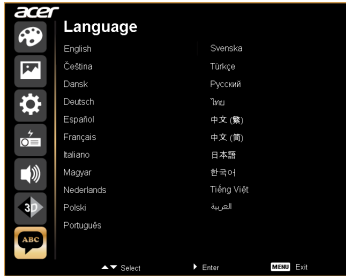 acer
Language
English
Čeština
Dansk
Deutsch
Español
Français
Italiano
Magyar
Nederlands
Polski
Português
Svenska
Türkçe
Русский
ไทย
中文 (繁)
中文 (简)
日本語
한국어
Tiếng Việt
العربية
3D
ABC
Select
Enter
MENU Exit